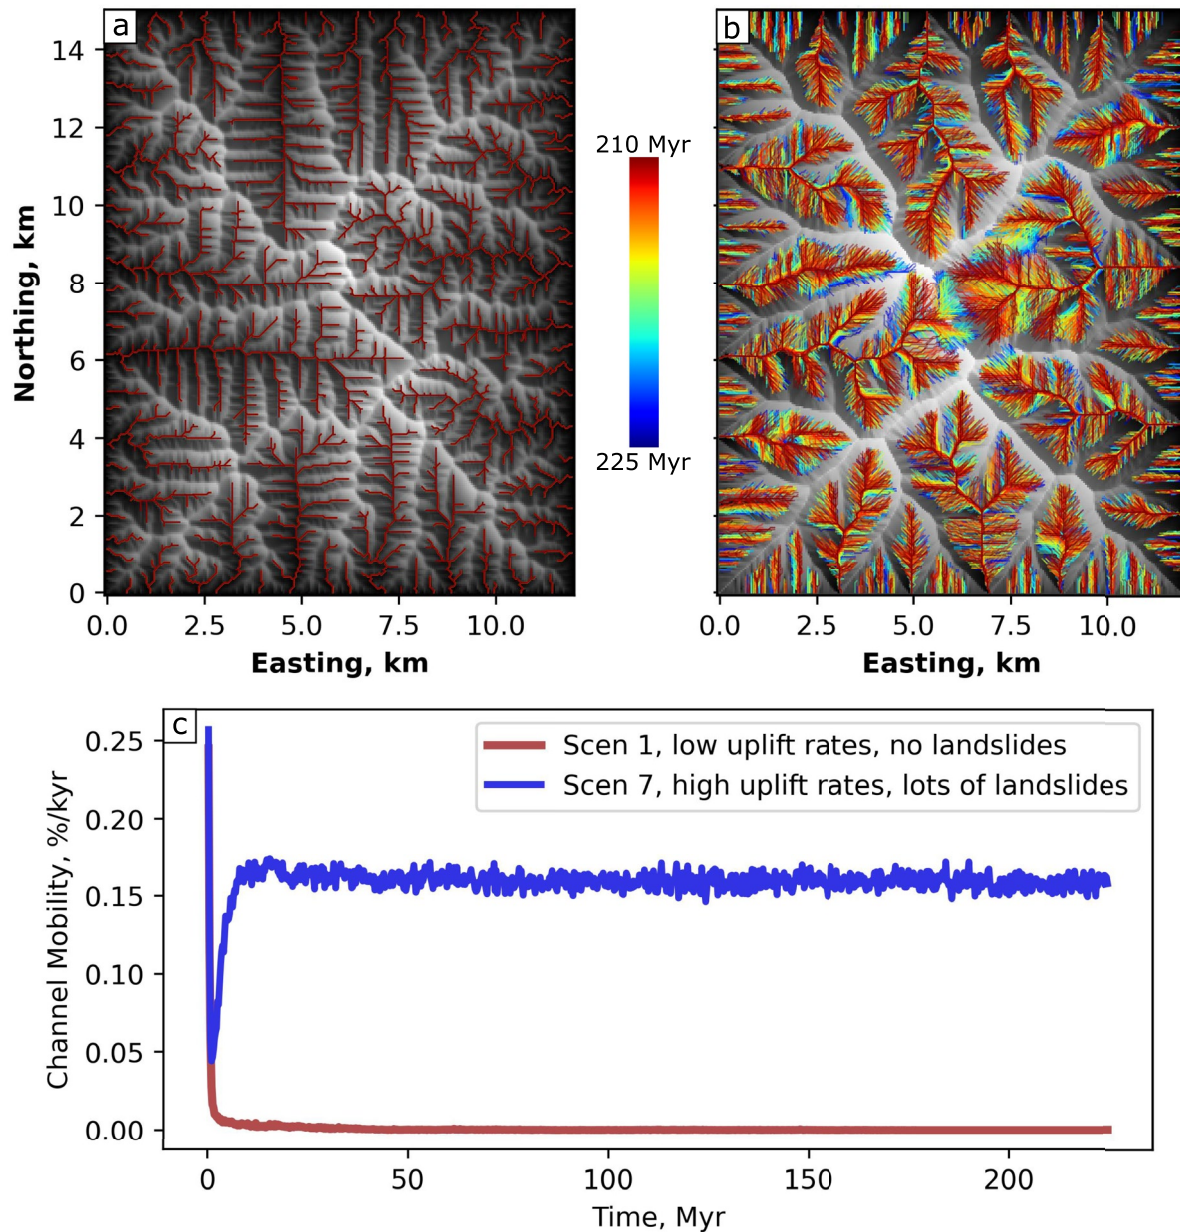 a
b
14
12
10
8
6
4
2
0
Northing, km
0.0 2.5 5.0 7.5 10.0
Easting, km
210 Myr
225 Myr
0.0 2.5 5.0 7.5 10.0
Easting, km
c
Scen 1, low uplift rates, no landslides
Scen 7, high uplift rates, lots of landslides
0.25
0.20
0.15
0.10
0.05
0.00
Channel Mobility, %/kyr
0 50 100 150 200
Time, Myr